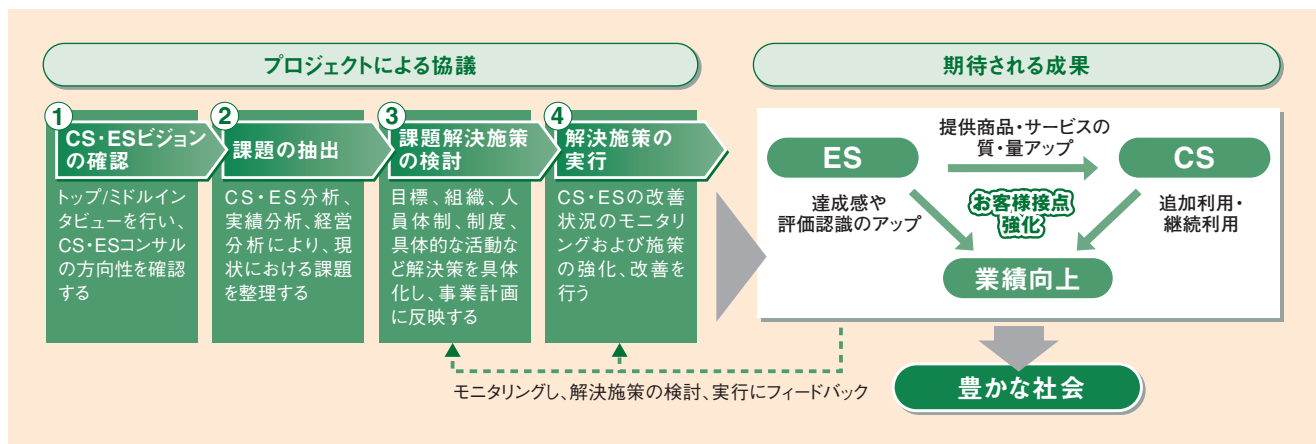 プロジェクトによる協議
①
CS・ESビジョン
の確認
トップ/ミドルイン
タビューを行い、
CS・ESコンサル
の方向性を確認
する
②
課題の抽出
CS・ES分析、
実績分析、経営
分析により、現
状における課題
を整理する
③
課題解決施策
の検討
目標、組織、人
員体制、制度、
具体的な活動な
ど解決策を具体
化し、事業計画
に反映する
④
解決施策の
実行
CS・ESの改善
状況のモニタリ
ングおよび施策
の強化、改善を
行う
モニタリングし、解決施策の検討、実行にフィードバック
期待される成果
ES
提供商品・サービスの
質・量アップ
CS
達成感や
評価認識のアップ
お客様接点
強化
追加利用・
継続利用
業績向上
豊かな社会